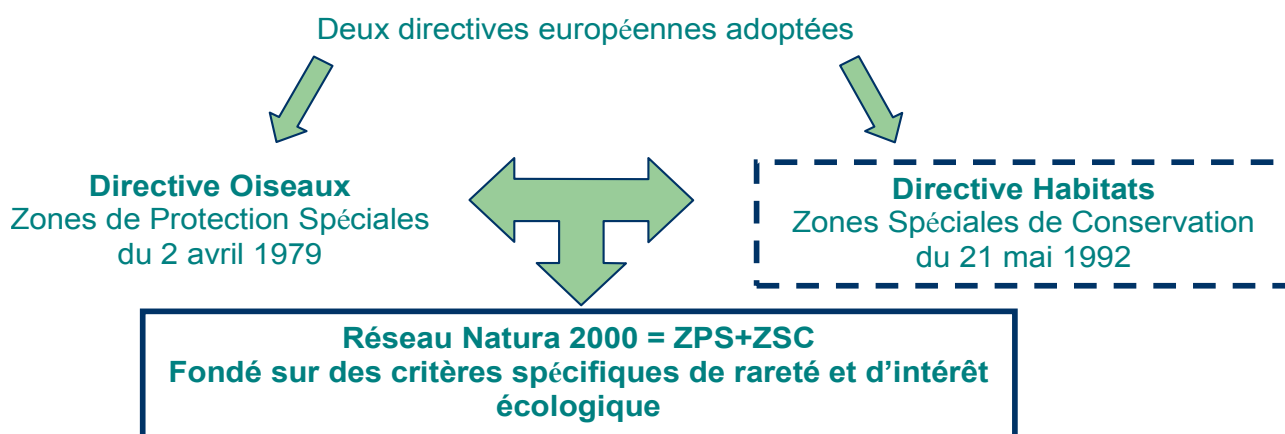 Deux directives européennes adoptées
Directive Oiseaux
Zones de Protection Spéciales
du 2 avril 1979
Directive Habitats
Zones Spéciales de Conservation
du 21 mai 1992
Réseau Natura 2000 = ZPS+ZSC
Fondé sur des critères spécifiques de rareté et d’intérêt
écologique